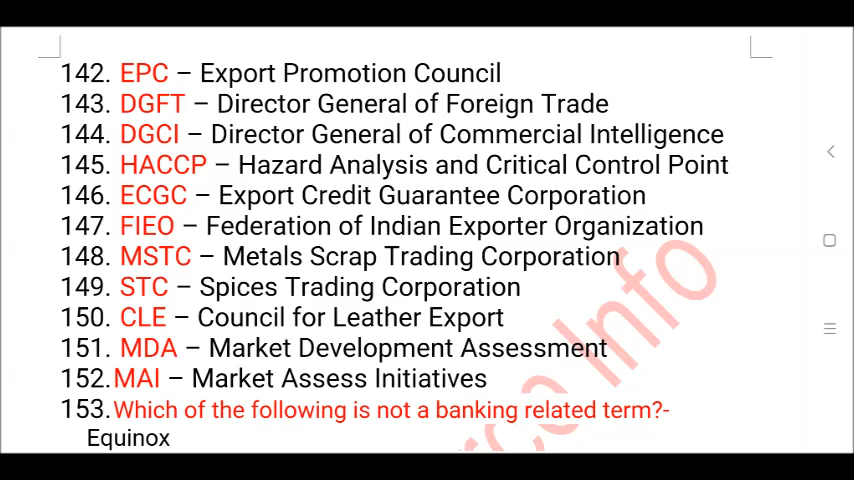 142. EPC – Export Promotion Council
143. DGFT – Director General of Foreign Trade
144. DGCI – Director General of Commercial Intelligence
145. HACCP – Hazard Analysis and Critical Control Point
146. ECGC – Export Credit Guarantee Corporation
147. FIEO – Federation of Indian Exporter Organization
148. MSTC – Metals Scrap Trading Corporation
149. STC – Spices Trading Corporation
150. CLE – Council for Leather Export
151. MDA – Market Development Assessment
152. MAI – Market Assess Initiatives
153. Which of the following is not a banking related term?-
Equinox
Info